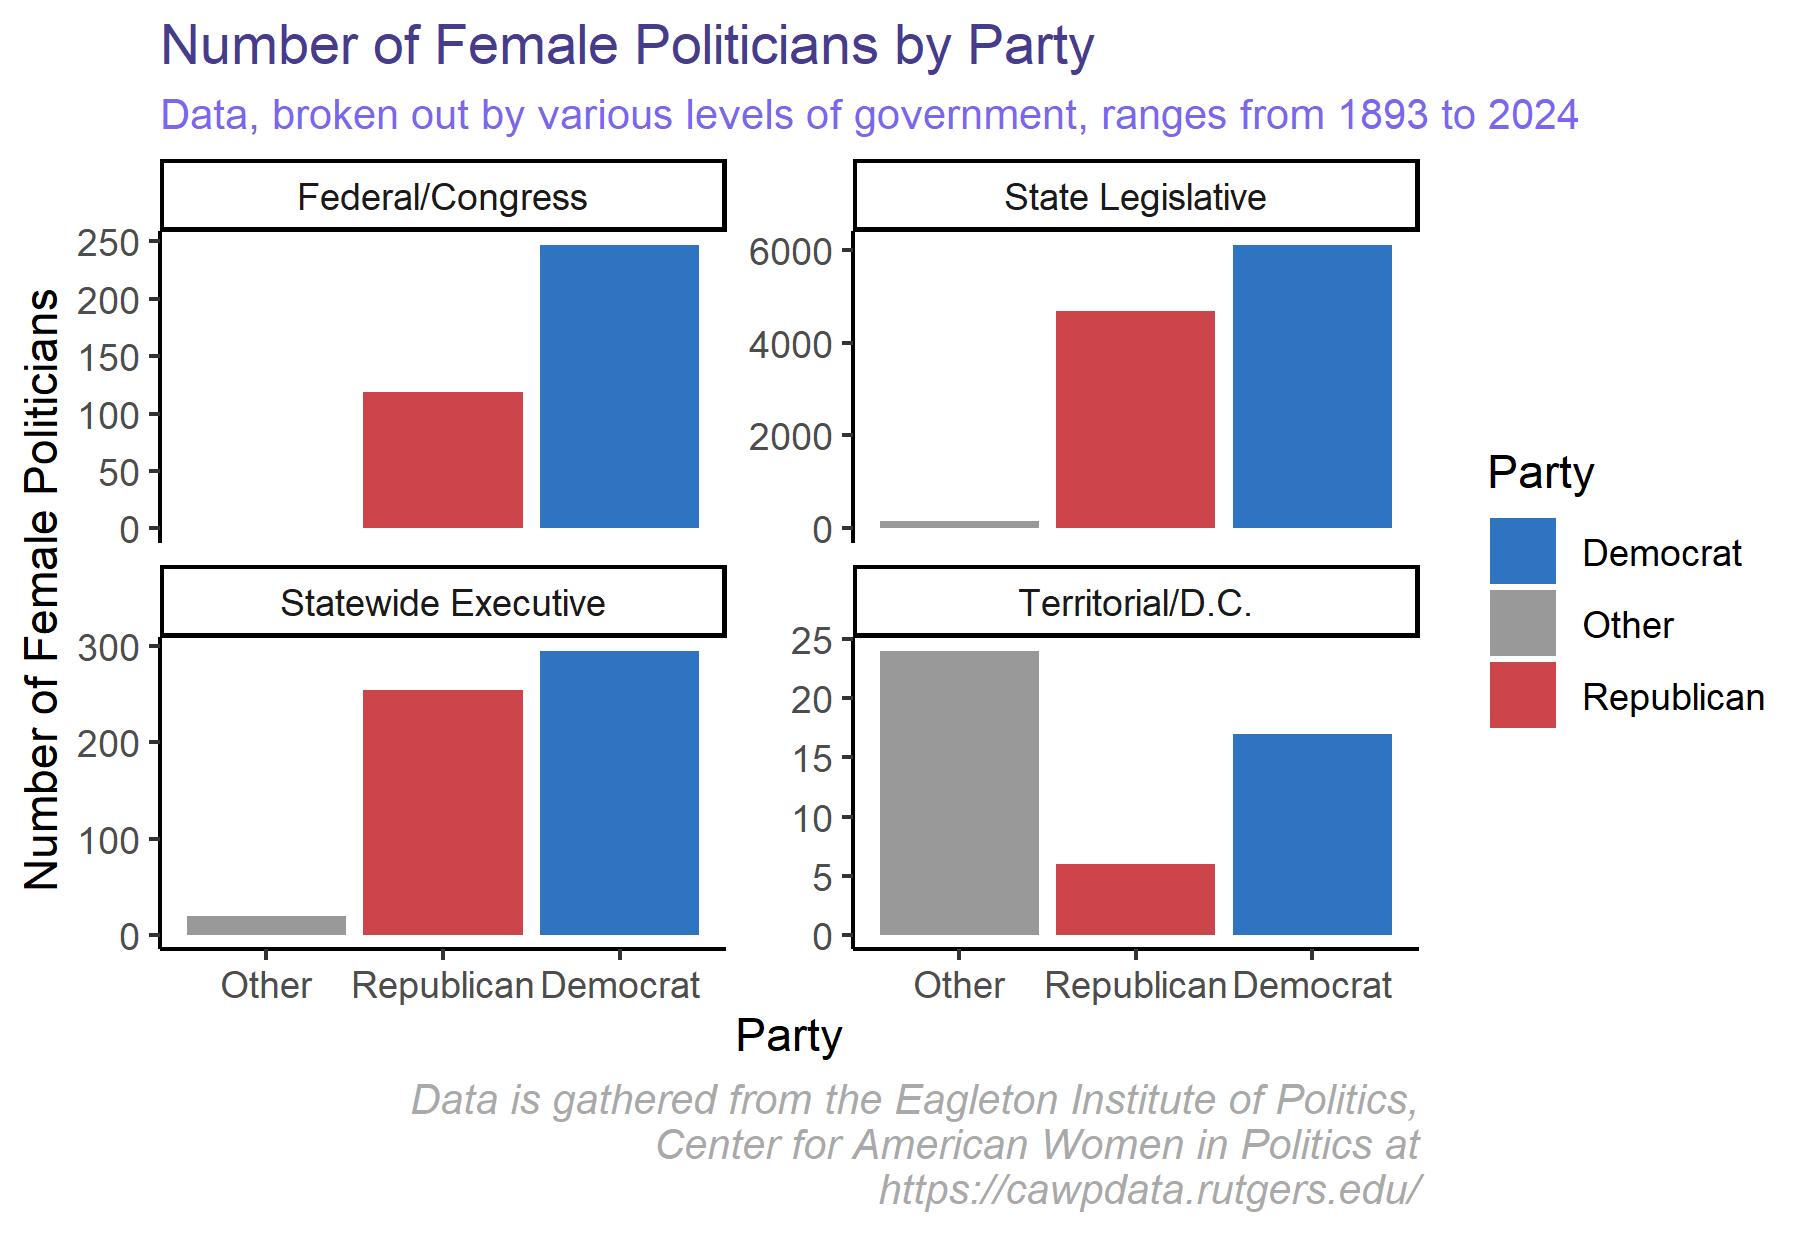 Number of Female Politicians by Party
Data, broken out by various levels of government, ranges from 1893 to 2024
Number of Female Politicians
Federal/Congress
250
200
150
100
50
0
State Legislative
6000
4000
2000
0
Statewide Executive
300
200
100
0
Other Republican Democrat
Territorial/D.C.
25
20
15
10
5
0
Other Republican Democrat
Party
Party
Democrat
Other
Republican
Data is gathered from the Eagleton Institute of Politics,
Center for American Women in Politics at
https://cawpdata.rutgers.edu/